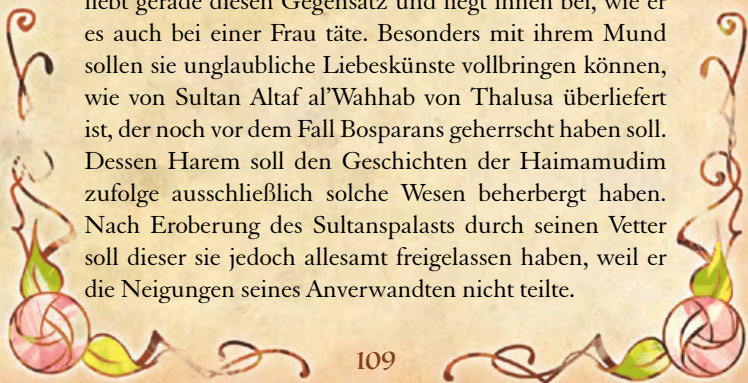 liebt gerade diesen Gegensatz und liegt ihnen bei, wie er
es auch bei einer Frau täte. Besonders mit ihrem Mund
sollen sie unglaubliche Liebeskünste vollbringen können,
wie von Sultan Altaf al’Wahhab von Thalusa überliefert
ist, der noch vor dem Fall Bosparans geherrscht haben soll.
Dessen Harem soll den Geschichten der Haimamudim
zufolge ausschließlich solche Wesen beherbergt haben.
Nach Eroberung des Sultanspalasts durch seinen Vetter
soll dieser sie jedoch allesamt freigelassen haben, weil er
die Neigungen seines Anverwandten nicht teilte.
109